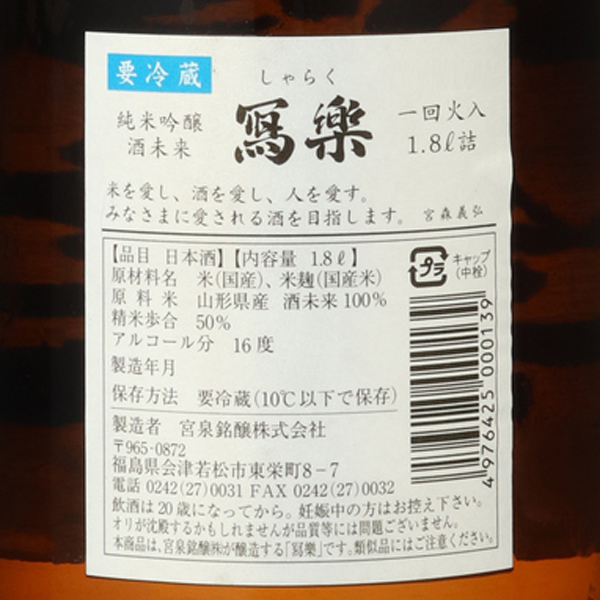 要冷蔵
しゃらく
純米吟醸
酒未来
冩樂
一回火入
1.8ℓ詰
米を愛し、酒を愛し、人を愛す。
みなさまに愛される酒を目指します。 宮森義弘
【品目 日本酒】【内容量 1.8ℓ】
原材料名 米(国産)、米麹(国産米)
原料米 山形県産 酒未来100%
精米歩合 50%
アルコール分 16度
製造年月
保存方法 要冷蔵(10℃以下で保存)
プラ
キャップ
(中栓)
4976425000139
製造者 宮泉銘醸株式会社
〒965-0872
福島県会津若松市東栄町8-7
電話 0242(27)0031 FAX 0242(27)0032
飲酒は20歳になってから。妊娠中の方はお控え下さい。
オリが沈殿するかもしれませんが品質等には問題ございません。
本商品は、宮泉銘醸㈱が醸造する「冩樂」です。類似品にはご注意ください。